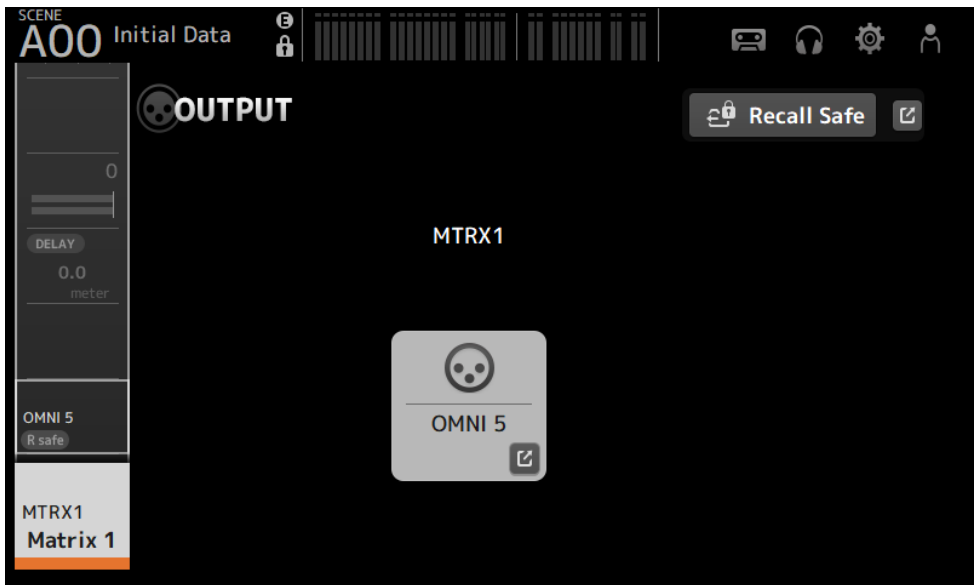 SCENE
A00 Initial Data
E
OUTPUT
Recall Safe
0
DELAY
0.0
meter
MTRX1
OMNI 5
OMNI 5
R safe
MTRX1
Matrix 1